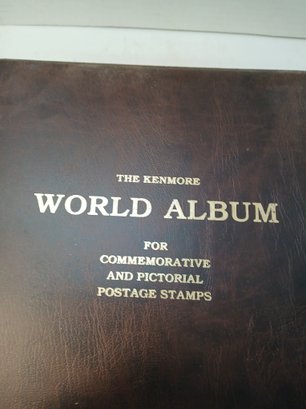 THE KENMORE
WORLD ALBUM
FOR
COMMEMORATIVE
AND PICTORIAL
POSTAGE STAMPS